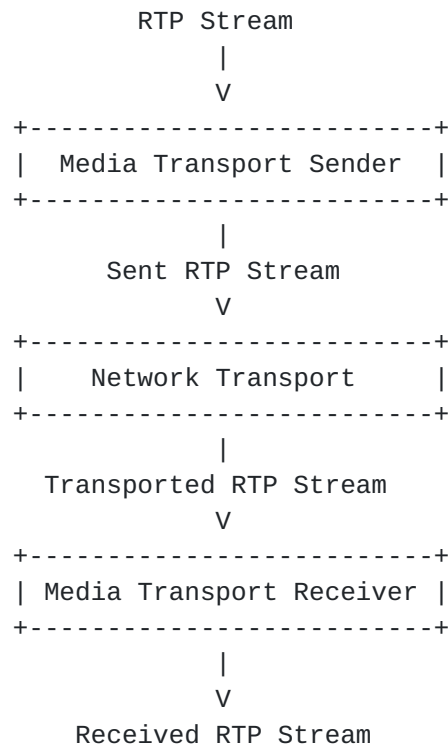 RTP Stream
|
V
+--------------------------+
|  Media Transport Sender  |
+--------------------------+
|
Sent RTP Stream
V
+--------------------------+
|    Network Transport     |
+--------------------------+
|
Transported RTP Stream
V
+--------------------------+
| Media Transport Receiver |
+--------------------------+
|
V
Received RTP Stream